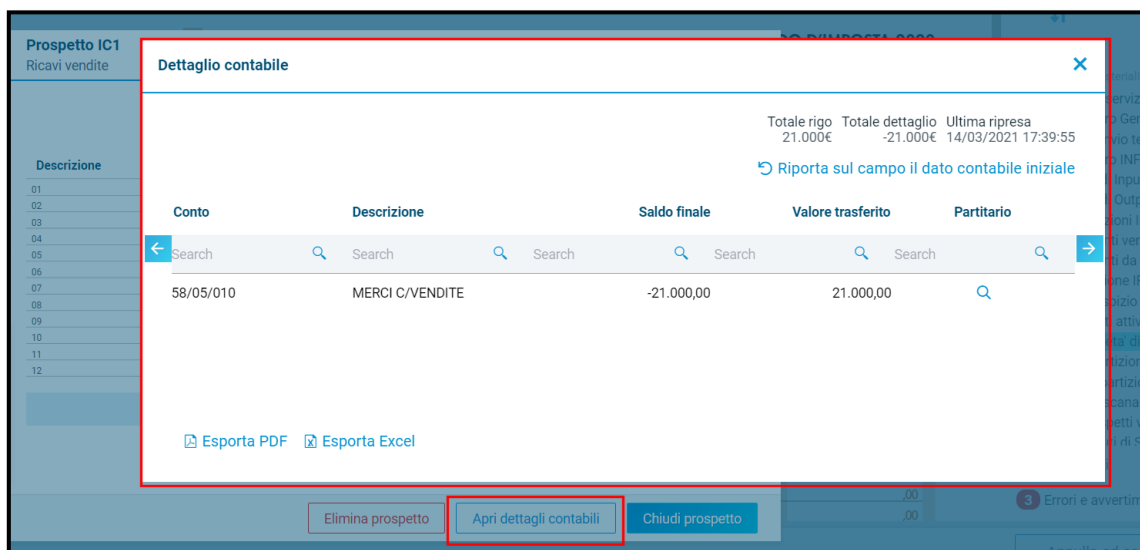 Prospetto IC1
Ricavi vendite
Dettaglio contabile
Totale rigo Totale dettaglio Ultima ripresa
21.000€ -21.000€ 14/03/2021 17:39:55
Riporta sul campo il dato contabile iniziale
Descrizione
01
02
03
04
05
06
07
08
09
10
11
12
Conto Descrizione Saldo finale Valore trasferito Partitario
Search Search Search Search Search
58/05/010 MERCI C/VENDITE -21.000,00 21.000,00
Esporta PDF Esporta Excel
Elimina prospetto Apri dettagli contabili Chiudi prospetto
,00
,00
3 Errori e